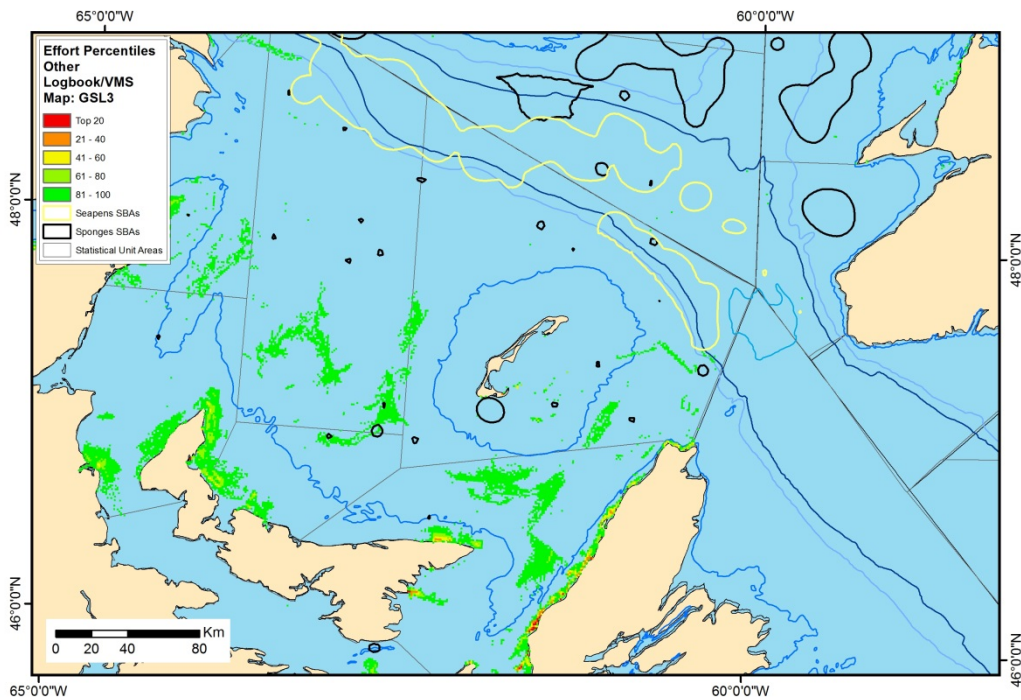 65°0'0"W
60°0'0"W
Effort Percentiles
Other
Logbook/VMS
Map: GSL3
Top 20
21 - 40
41 - 60
61 - 80
81 - 100
Seapens SBAs
Sponges SBAs
Statistical Unit Areas
48°0'0"N
48°0'0"N
46°0'0"N
46°0'0"N
Km
0 20 40 80
65°0'0"W
60°0'0"W